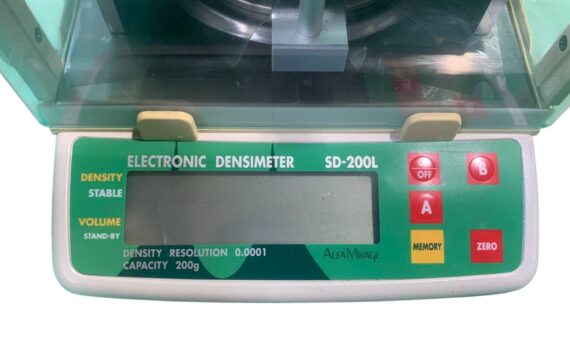 ELECTRONIC DENSIMETER SD-200L
DENSITY
STABLE
VOLUME
STAND-BY
DENSITY RESOLUTION 0.0001
CAPACITY 200g
ALFAMIRAGE
OFF
B
A
MEMORY
ZERO